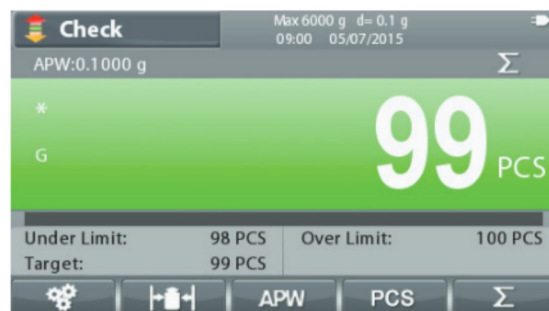 Check
Max 6000 g d= 0.1 g
09:00 05/07/2015
APW:0.1000 g
Σ
*
G
99 PCS
Under Limit: 98 PCS
Over Limit: 100 PCS
Target: 99 PCS
APW
PCS
Σ